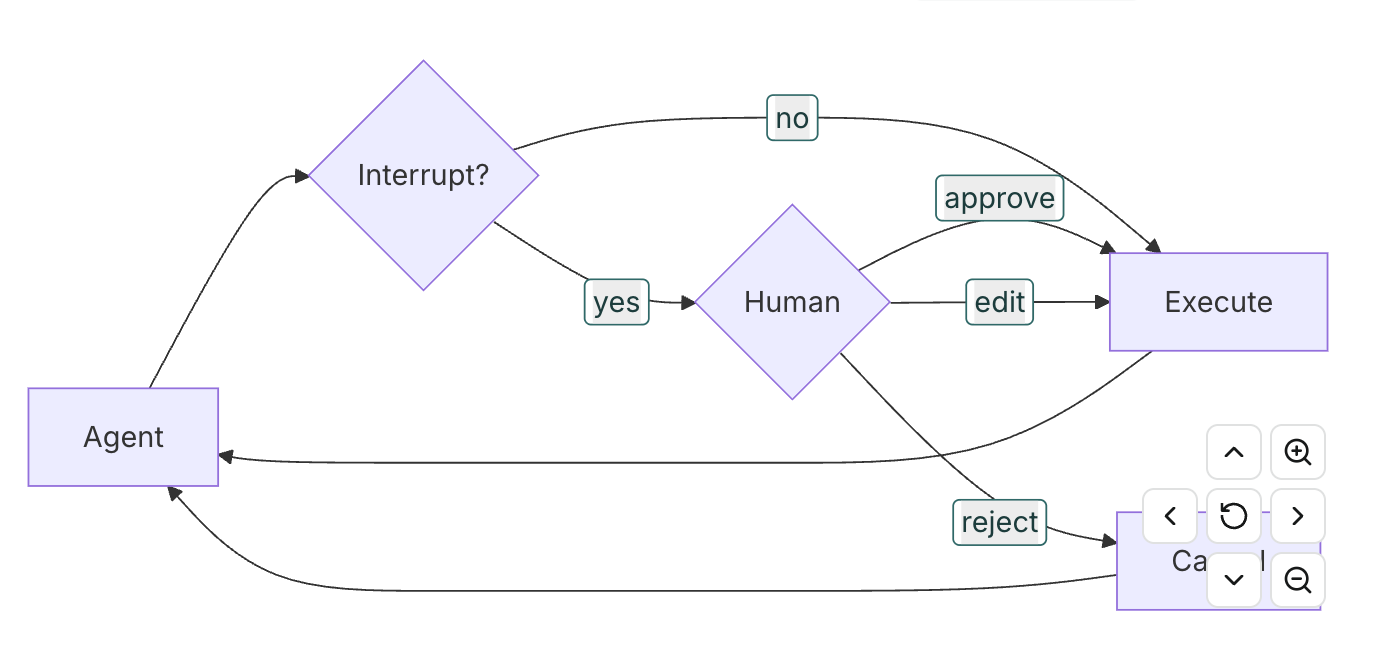 no
Interrupt?
approve
yes
Human
edit
Execute
Agent
reject